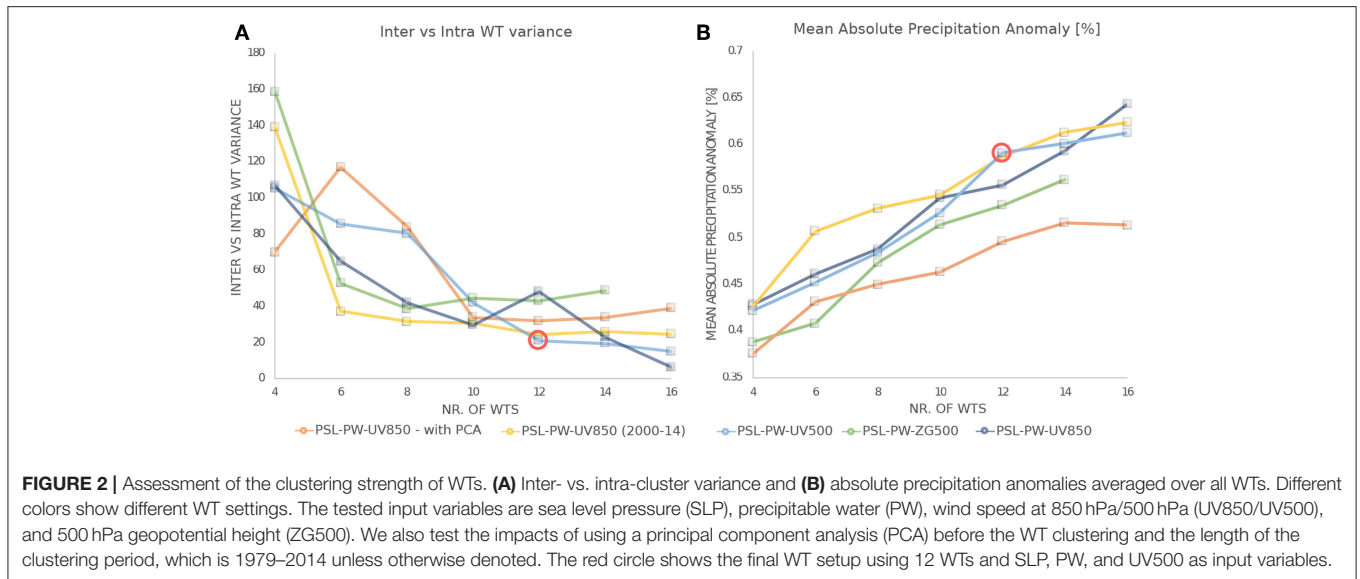 A
Inter vs Intra WT variance
INTER VS INTRA WT VARIANCE
180
160
140
120
100
80
60
40
20
0
4 6 8 10 12 14 16
NR. OF WTS
B
Mean Absolute Precipitation Anomaly [%]
MEAN ABSOLUTE PRECIPITATION ANOMALY [%]
0.7
0.65
0.6
0.55
0.5
0.45
0.4
0.35
4 6 8 10 12 14 16
NR. OF WTS
PSL-PW-UV850 - with PCA PSL-PW-UV850 (2000-14) PSL-PW-UV500 PSL-PW-ZG500 PSL-PW-UV850
FIGURE 2 | Assessment of the clustering strength of WTs. (A) Inter- vs. intra-cluster variance and (B) absolute precipitation anomalies averaged over all WTs. Different
colors show different WT settings. The tested input variables are sea level pressure (SLP), precipitable water (PW), wind speed at 850 hPa/500 hPa (UV850/UV500),
and 500 hPa geopotential height (ZG500). We also test the impacts of using a principal component analysis (PCA) before the WT clustering and the length of the
clustering period, which is 1979–2014 unless otherwise denoted. The red circle shows the final WT setup using 12 WTs and SLP, PW, and UV500 as input variables.